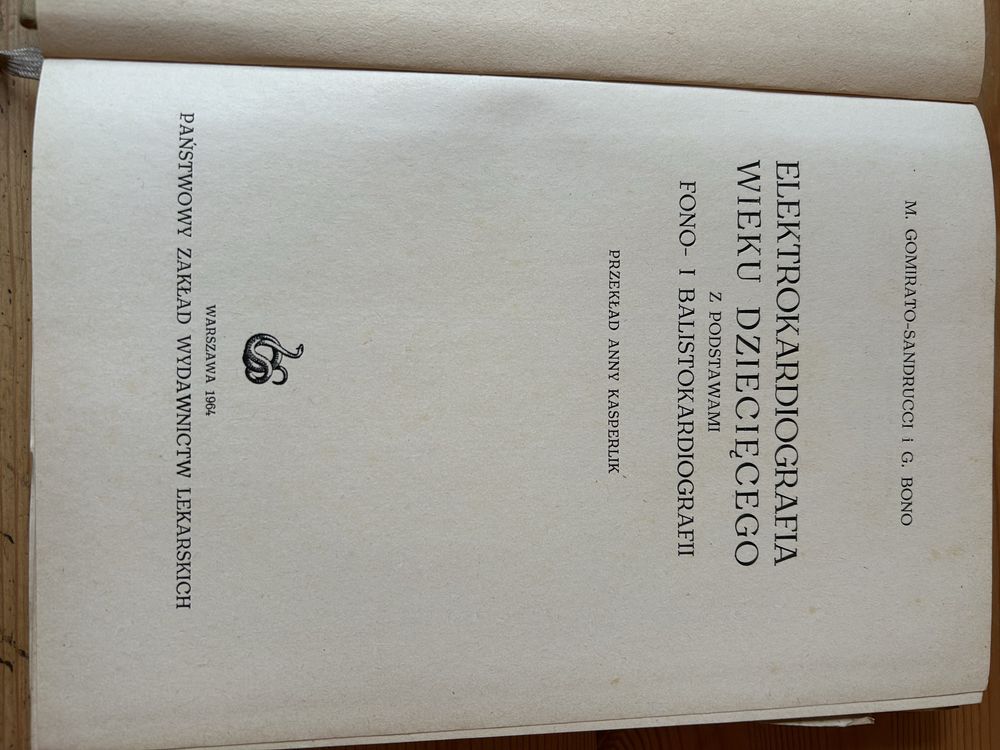 M. GOMIRATO-SANDRUCCI i G. BONO
ELEKTROKARDIOGRAFIA
WIEKU DZIECIĘCEGO
Z PODSTAWAMI
FONO- I BALISTOKARDIOGRAFII
PRZEKŁAD ANNY KASPERLIK
WARSZAWA 1964
PAŃSTWOWY ZAKŁAD WYDAWNICTW LEKARSKICH